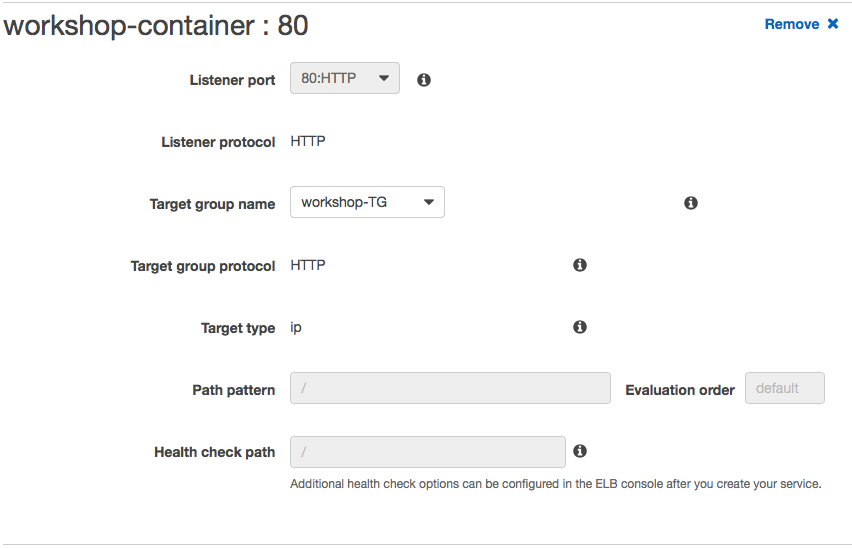 workshop-container : 80
Remove ✖
Listener port 80:HTTP
Listener protocol HTTP
Target group name workshop-TG
Target group protocol HTTP
Target type ip
Path pattern / Evaluation order default
Health check path /
Additional health check options can be configured in the ELB console after you create your service.